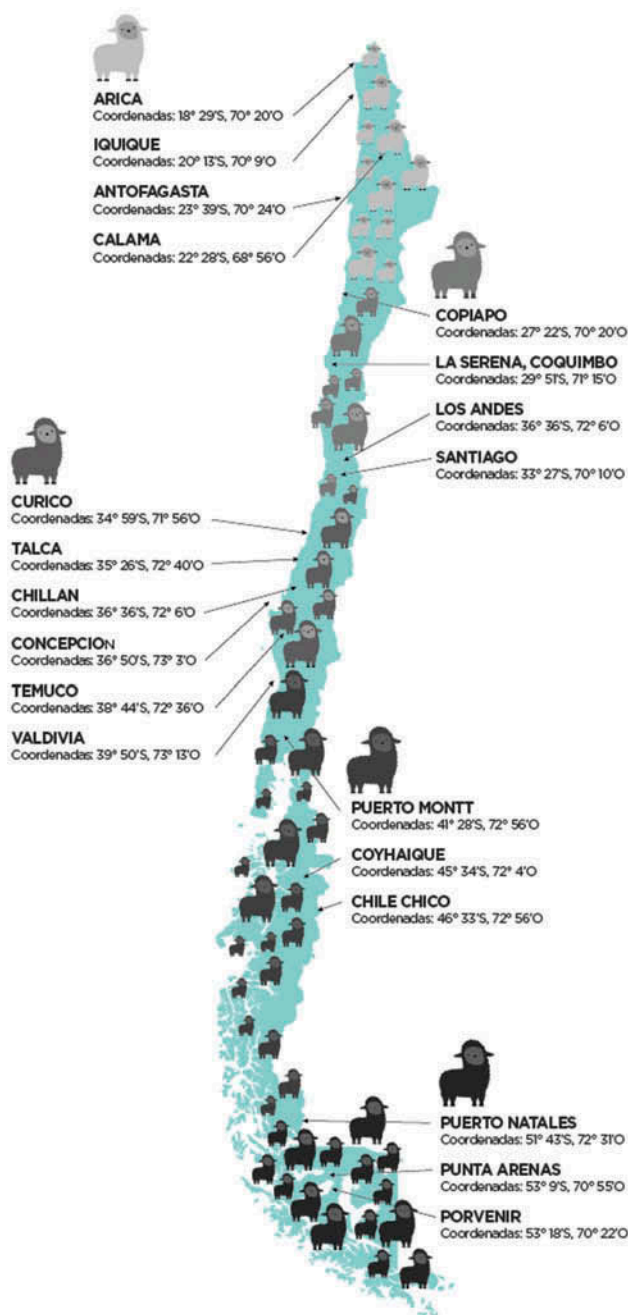 ARICA
Coordenadas: 18° 29'S, 70° 20'O
IQUIQUE
Coordenadas: 20° 13'S, 70° 9'O
ANTOFAGASTA
Coordenadas: 23° 39'S, 70° 24'O
CALAMA
Coordenadas: 22° 28'S, 68° 56'O
COPIAPO
Coordenadas: 27° 22'S, 70° 20'O
LA SERENA, COQUIMBO
Coordenadas: 29° 51'S, 71° 15'O
LOS ANDES
Coordenadas: 36° 36'S, 72° 6'O
SANTIAGO
Coordenadas: 33° 27'S, 70° 10'O
CURICO
Coordenadas: 34° 59'S, 71° 56'O
TALCA
Coordenadas: 35° 26'S, 72° 40'O
CHILLAN
Coordenadas: 36° 36'S, 72° 6'O
CONCEPCION
Coordenadas: 36° 50'S, 73° 3'O
TEMUCO
Coordenadas: 38° 44'S, 72° 36'O
VALDIVIA
Coordenadas: 39° 50'S, 73° 13'O
PUERTO MONTT
Coordenadas: 41° 28'S, 72° 56'O
COYHAIQUE
Coordenadas: 45° 34'S, 72° 4'O
CHILE CHICO
Coordenadas: 46° 33'S, 72° 56'O
PUERTO NATALES
Coordenadas: 51° 43'S, 72° 31'O
PUNTA ARENAS
Coordenadas: 53° 9'S, 70° 55'O
PORVENIR
Coordenadas: 53° 18'S, 70° 22'O